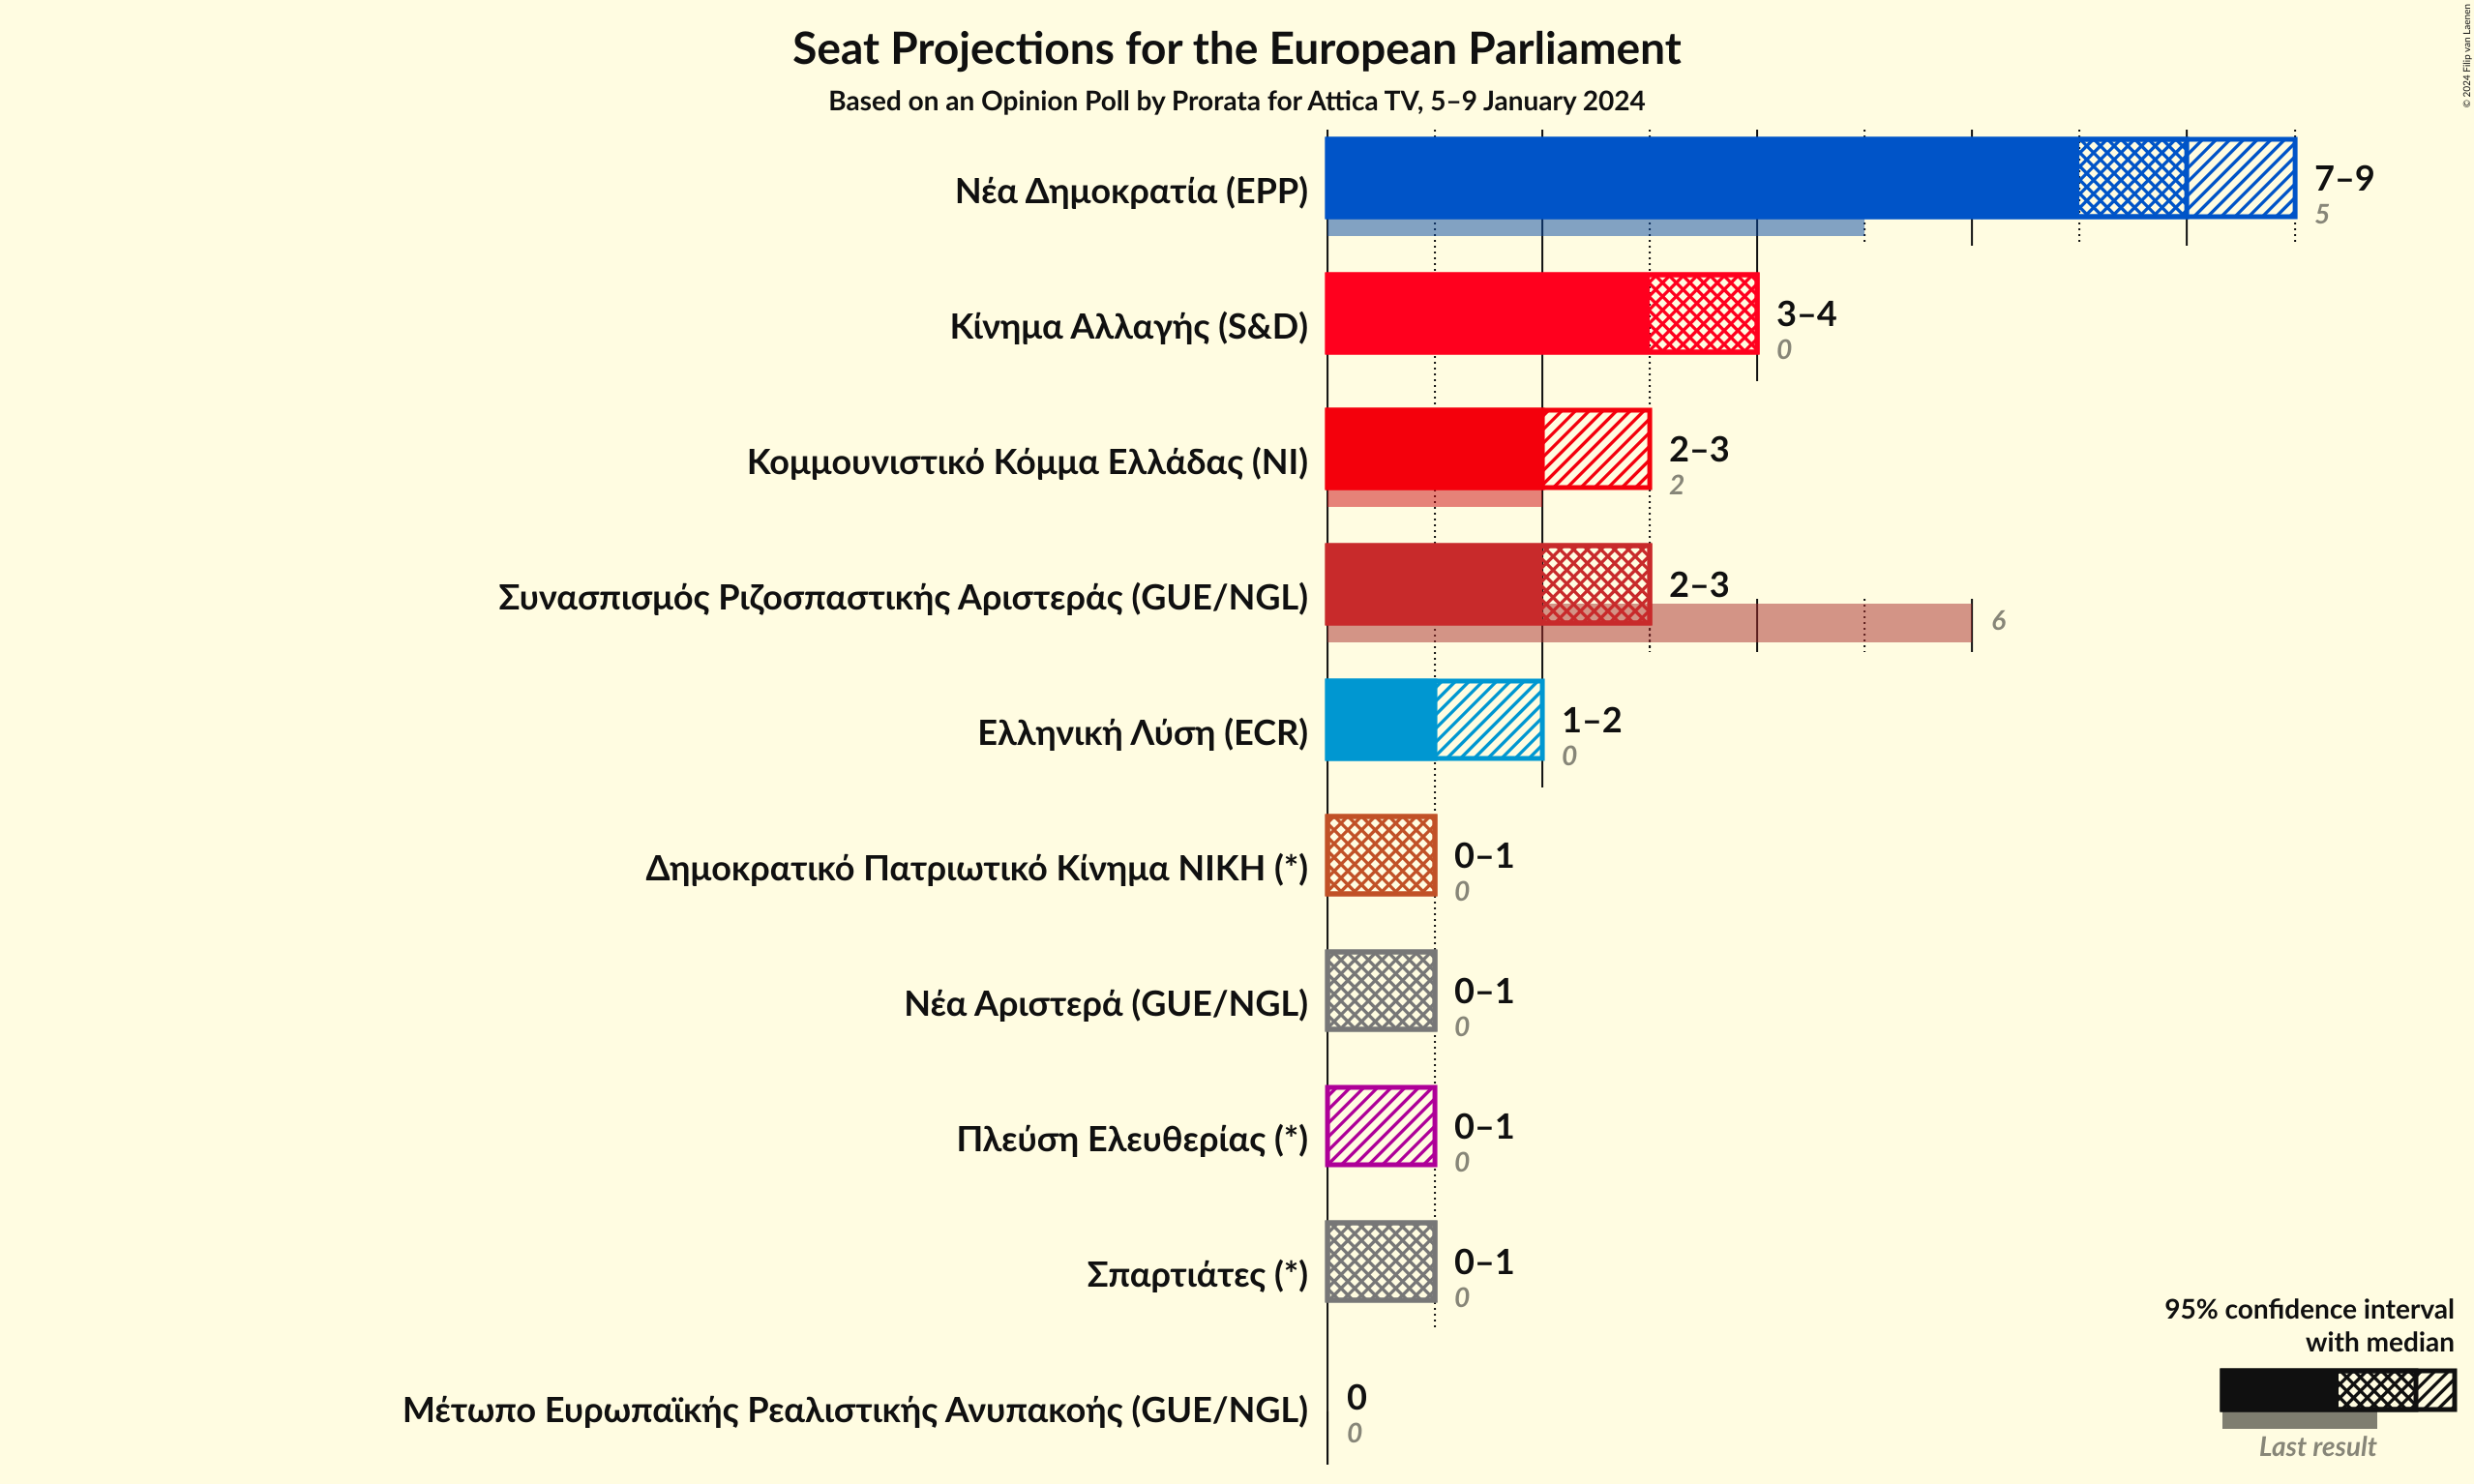 © 2024 Filip van Laenen
Seat Projections for the European Parliament
Based on an Opinion Poll by Prorata for Attica TV, 5–9 January 2024
Νέα Δημοκρατία (EPP)
7–9
5
Κίνημα Αλλαγής (S&D)
3–4
0
Κομμουνιστικό Κόμμα Ελλάδας (NI)
2–3
2
Συνασπισμός Ριζοσπαστικής Αριστεράς (GUE/NGL)
2–3
6
Ελληνική Λύση (ECR)
1–2
0
Δημοκρατικό Πατριωτικό Κίνημα ΝΙΚΗ (*)
0–1
0
Νέα Αριστερά (GUE/NGL)
0–1
0
Πλεύση Ελευθερίας (*)
0–1
0
Σπαρτιάτες (*)
0–1
0
Μέτωπο Ευρωπαϊκής Ρεαλιστικής Ανυπακοής (GUE/NGL)
0
0
95% confidence interval
with median
Last result